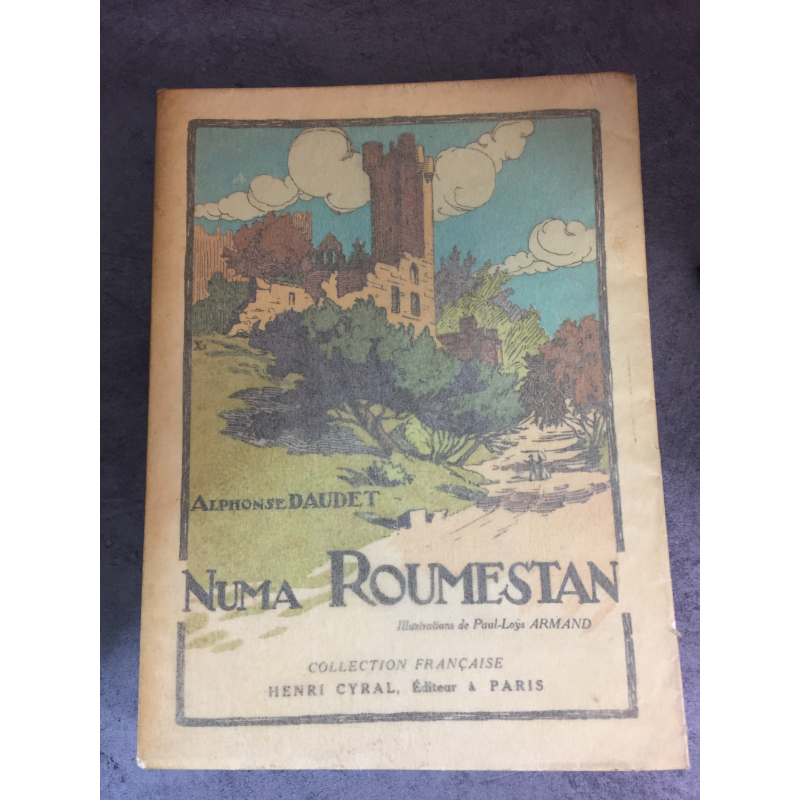 ALPHONSE DAUDET
NUMA ROUMESTAN
Illustrations de Paul-Loÿs ARMAND
COLLECTION FRANÇAISE
HENRI CYRAL, Éditeur à PARIS